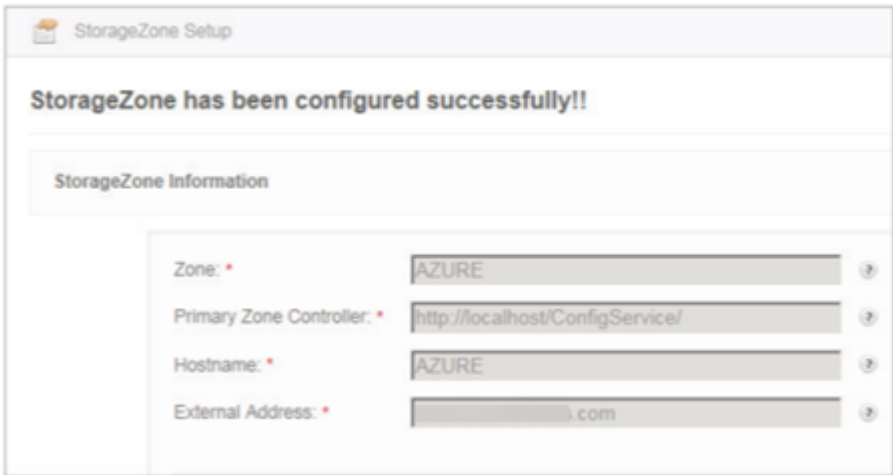 StorageZone Setup
StorageZone has been configured successfully!!
StorageZone Information
Zone: * AZURE ?
Primary Zone Controller: * http://localhost/ConfigService/ ?
Hostname: * AZURE ?
External Address: * .com ?